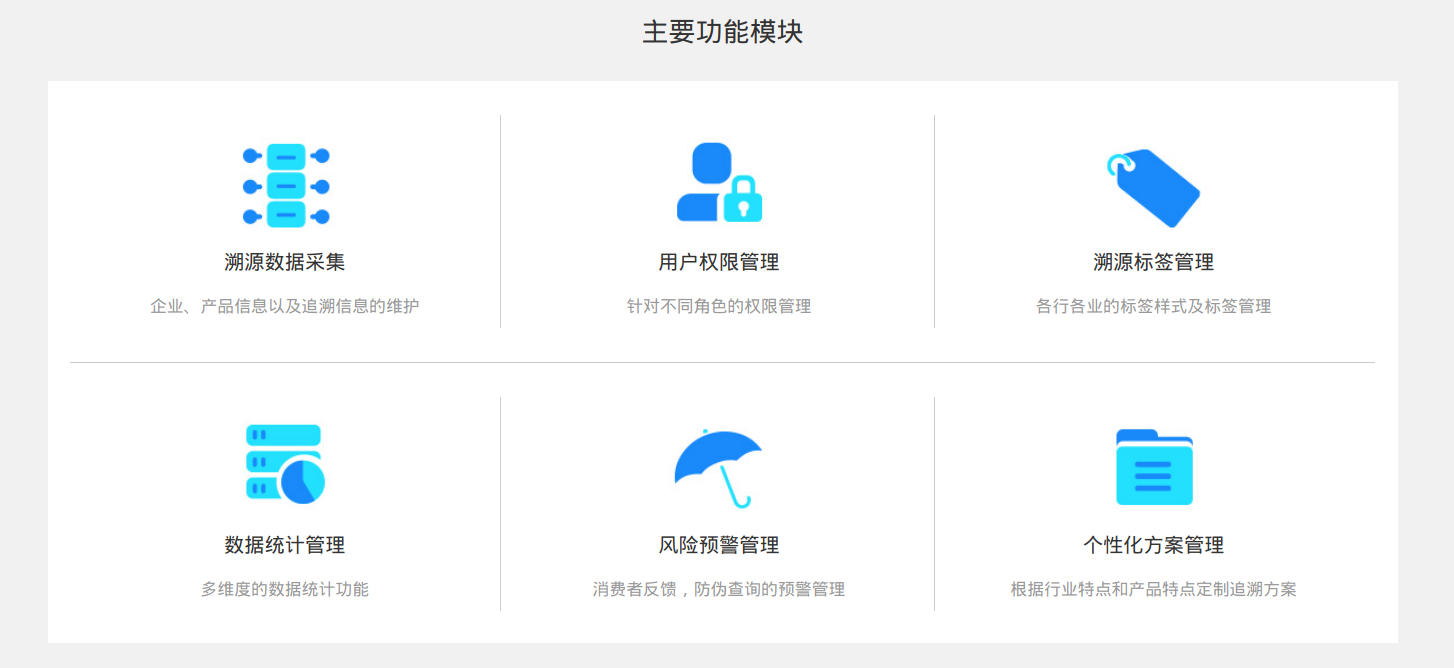 主要功能模块
溯源数据采集
企业、产品信息以及追溯信息的维护
用户权限管理
针对不同角色的权限管理
溯源标签管理
各行各业的标签样式及标签管理
数据统计管理
多维度的数据统计功能
风险预警管理
消费者反馈，防伪查询的预警管理
个性化方案管理
根据行业特点和产品特点定制追溯方案